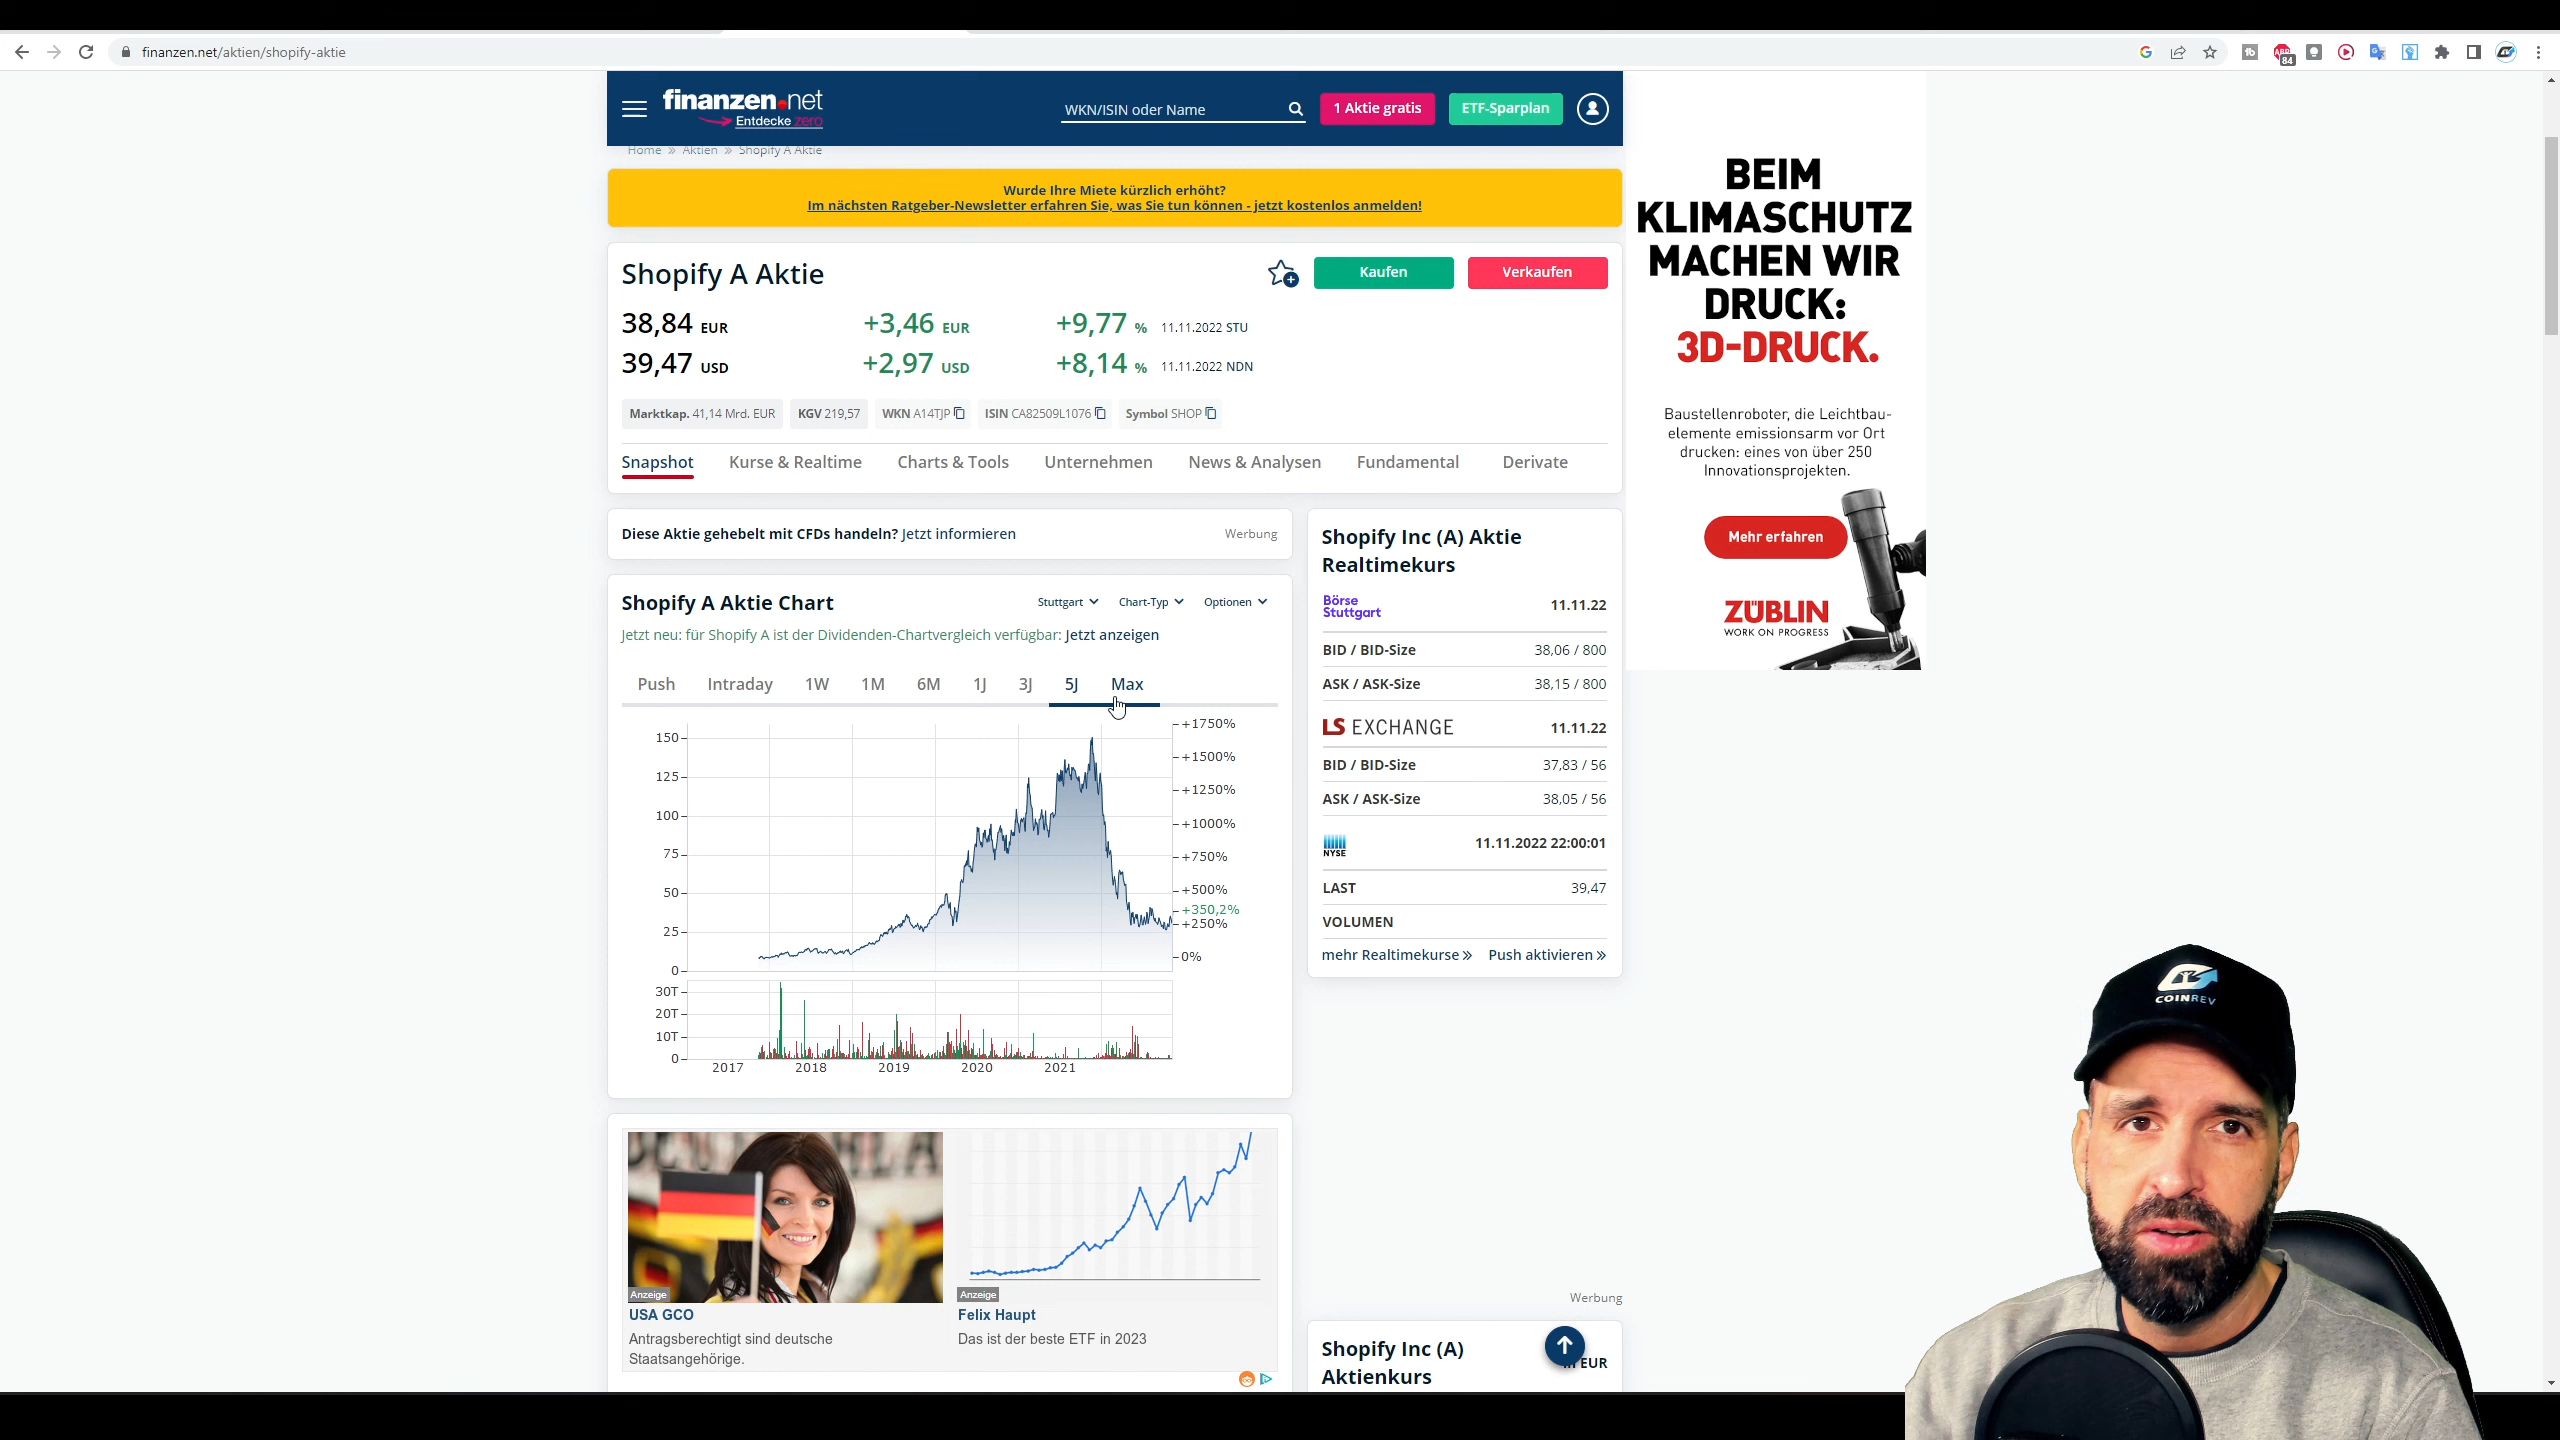 finanzen.net/aktien/shopify-aktie
84
finanzen.net
Entdecke zero
WKN/ISIN oder Name
1 Aktie gratis
ETF-Sparplan
Home » Aktien » Shopify A Aktie
Wurde Ihre Miete kürzlich erhöht?
Im nächsten Ratgeber-Newsletter erfahren Sie, was Sie tun können - jetzt kostenlos anmelden!
Shopify A Aktie
Kaufen
Verkaufen
38,84 EUR +3,46 EUR +9,77 % 11.11.2022 STU
39,47 USD +2,97 USD +8,14 % 11.11.2022 NDN
Marktkap. 41,14 Mrd. EUR KGV 219,57 WKN A14TJP ISIN CA82509L1076 Symbol SHOP
Snapshot Kurse & Realtime Charts & Tools Unternehmen News & Analysen Fundamental Derivate
Diese Aktie gehebelt mit CFDs handeln? Jetzt informieren
Werbung
Shopify A Aktie Chart
Stuttgart Chart-Typ Optionen
Jetzt neu: für Shopify A ist der Dividenden-Chartvergleich verfügbar: Jetzt anzeigen
Push Intraday 1W 1M 6M 1J 3J 5J Max
150
125
100
75
50
25
0
+1750%
+1500%
+1250%
+1000%
+750%
+500%
+350,2%
+250%
0%
30T
20T
10T
0
2017 2018 2019 2020 2021
Shopify Inc (A) Aktie
Realtimekurs
Börse
Stuttgart
11.11.22
BID / BID-Size 38,06 / 800
ASK / ASK-Size 38,15 / 800
LS EXCHANGE 11.11.22
BID / BID-Size 37,83 / 56
ASK / ASK-Size 38,05 / 56
NYSE
11.11.2022 22:00:01
LAST 39,47
VOLUMEN
mehr Realtimekurse » Push aktivieren »
Anzeige
USA GCO
Antragsberechtigt sind deutsche
Staatsangehörige.
Anzeige
Felix Haupt
Das ist der beste ETF in 2023
Werbung
Shopify Inc (A)
Aktienkurs
EUR
BEIM
KLIMASCHUTZ
MACHEN WIR
DRUCK:
3D-DRUCK.
Baustellenroboter, die Leichtbau-
elemente emissionsarm vor Ort
drucken: eines von über 250
Innovationsprojekten.
Mehr erfahren
ZÜBLIN
WORK ON PROGRESS
COINREV